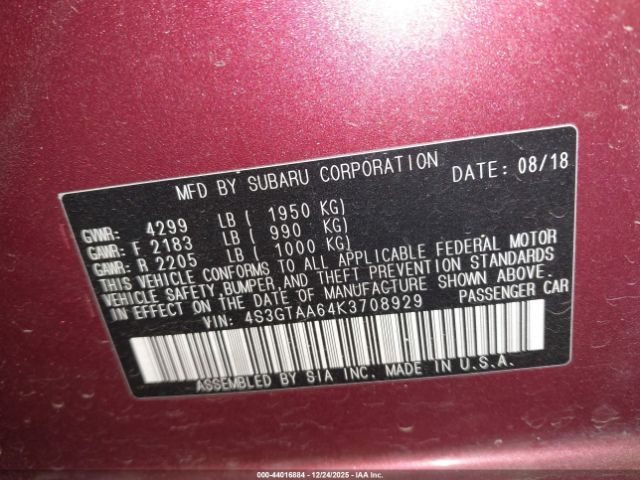 MFD BY SUBARU CORPORATION DATE: 08/18
GVWR: 4299 LB ( 1950 KG)
GAWR: F 2183 LB ( 990 KG)
GAWR: R 2205 LB ( 1000 KG)
THIS VEHICLE CONFORMS TO ALL APPLICABLE FEDERAL MOTOR
VEHICLE SAFETY,BUMPER,AND THEFT PREVENTION STANDARDS
IN EFFECT ON THE DATE OF MANUFACTURE SHOWN ABOVE.
VIN: 4S3GTAA64K3708929 PASSENGER CAR
ASSEMBLED BY SIA INC. MADE IN U.S.A.
000-44016884 • 12/24/2025 • IAAI.com